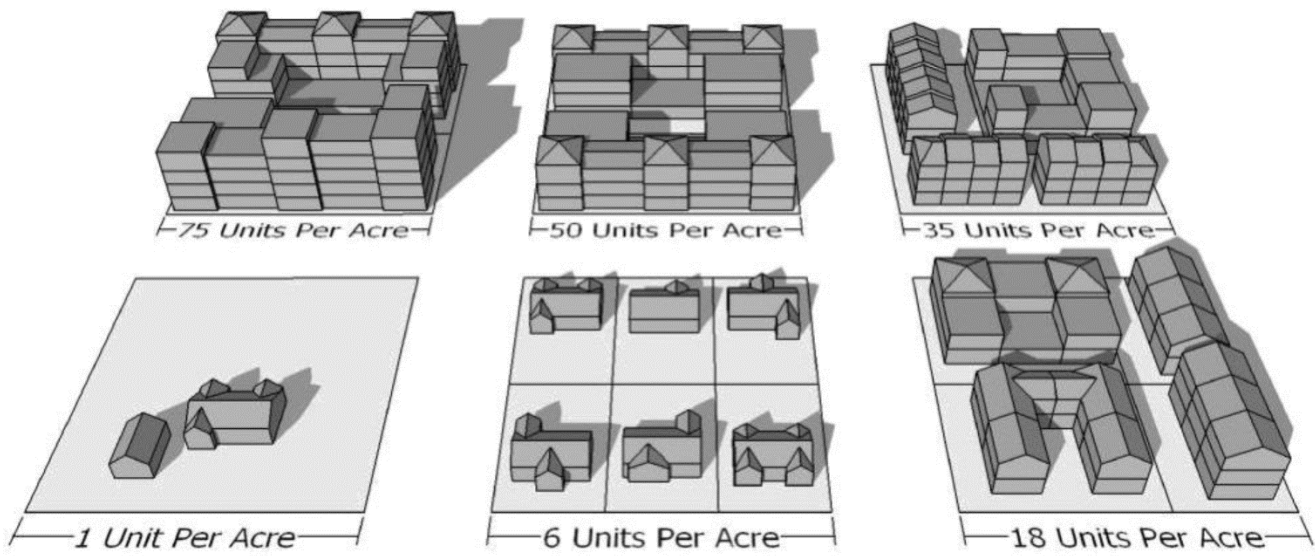 75 Units Per Acre
50 Units Per Acre
35 Units Per Acre
1 Unit Per Acre
6 Units Per Acre
18 Units Per Acre